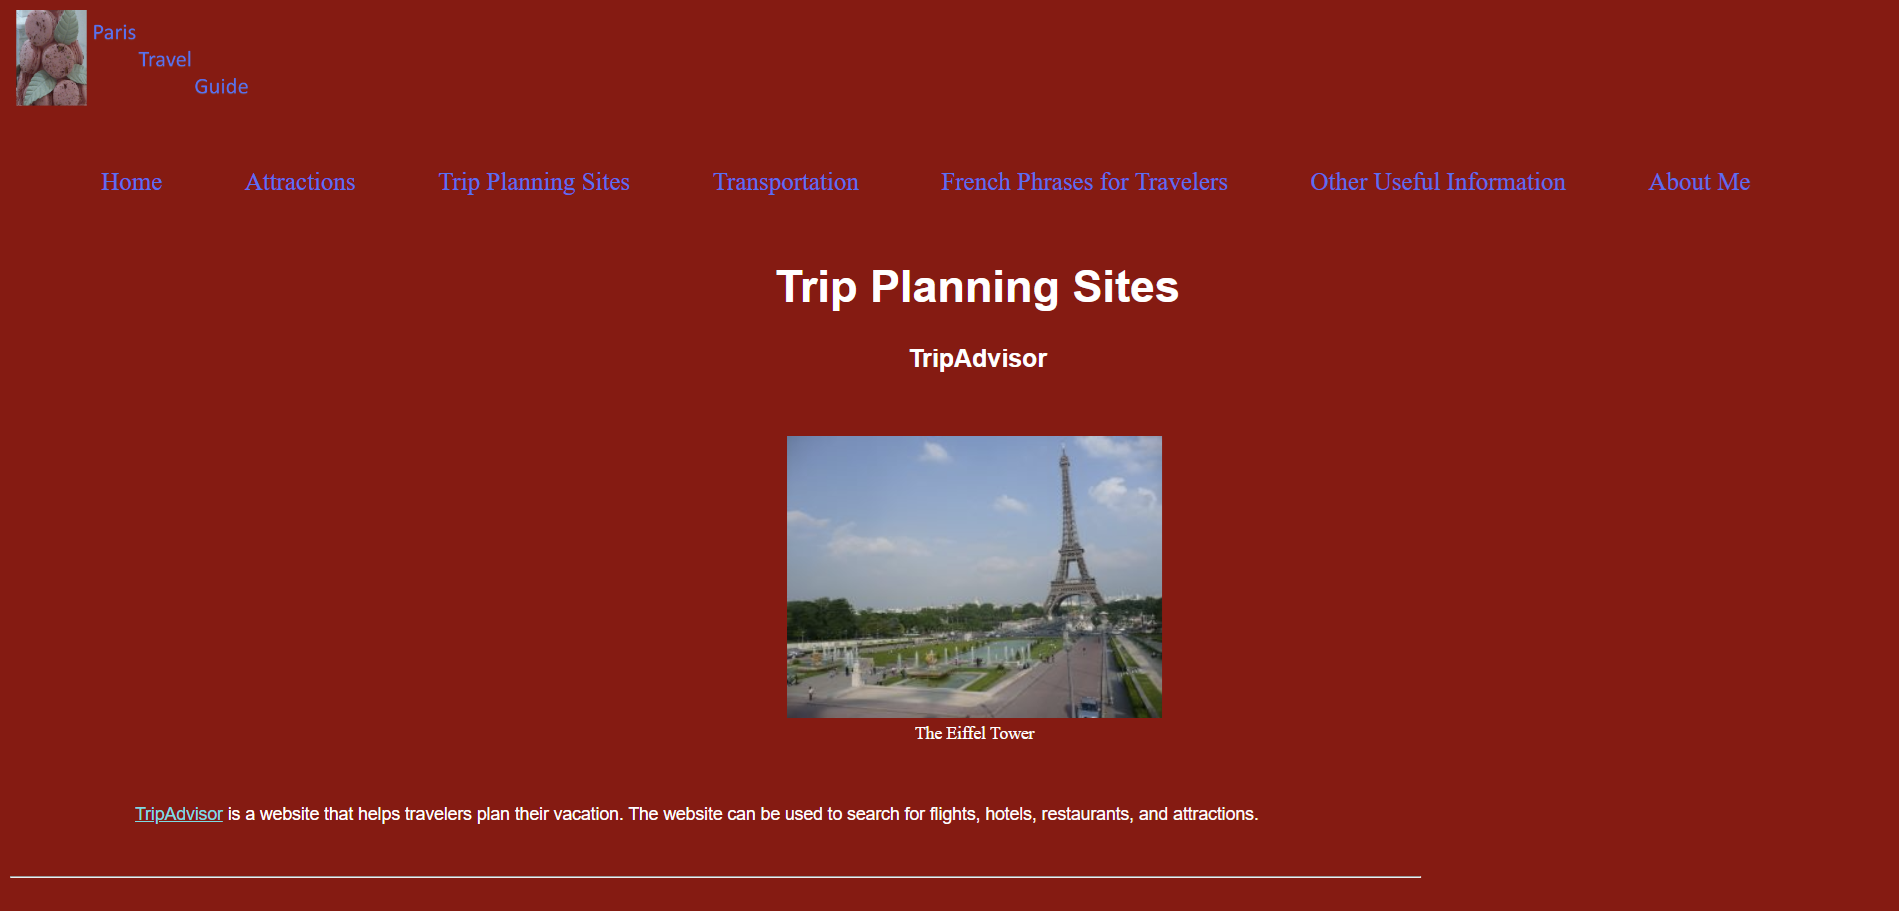 Paris
Travel
Guide
Home Attractions Trip Planning Sites Transportation French Phrases for Travelers Other Useful Information About Me
Trip Planning Sites
TripAdvisor
The Eiffel Tower
TripAdvisor is a website that helps travelers plan their vacation. The website can be used to search for flights, hotels, restaurants, and attractions.